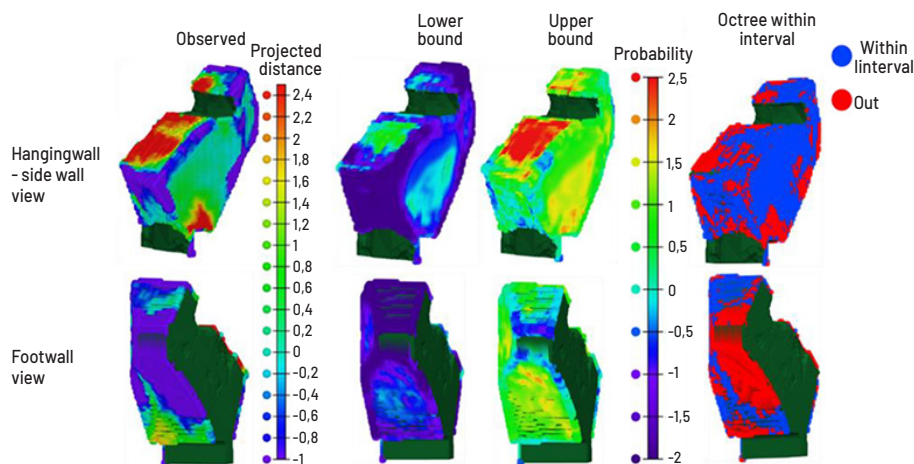 Observed
Projected
distance
Lower
bound
Upper
bound
Probability
Octree within
interval
Within
linterval
Out
Hangingwall
- side wall
view
Footwall
view
2,4
2,2
2
1,8
1,6
1,4
1,2
1
0,8
0,6
0,4
0,2
0
-0,2
-0,4
-0,6
-0,8
-1
2,5
2
1,5
1
0,5
0
-0,5
-1
-1,5
-2